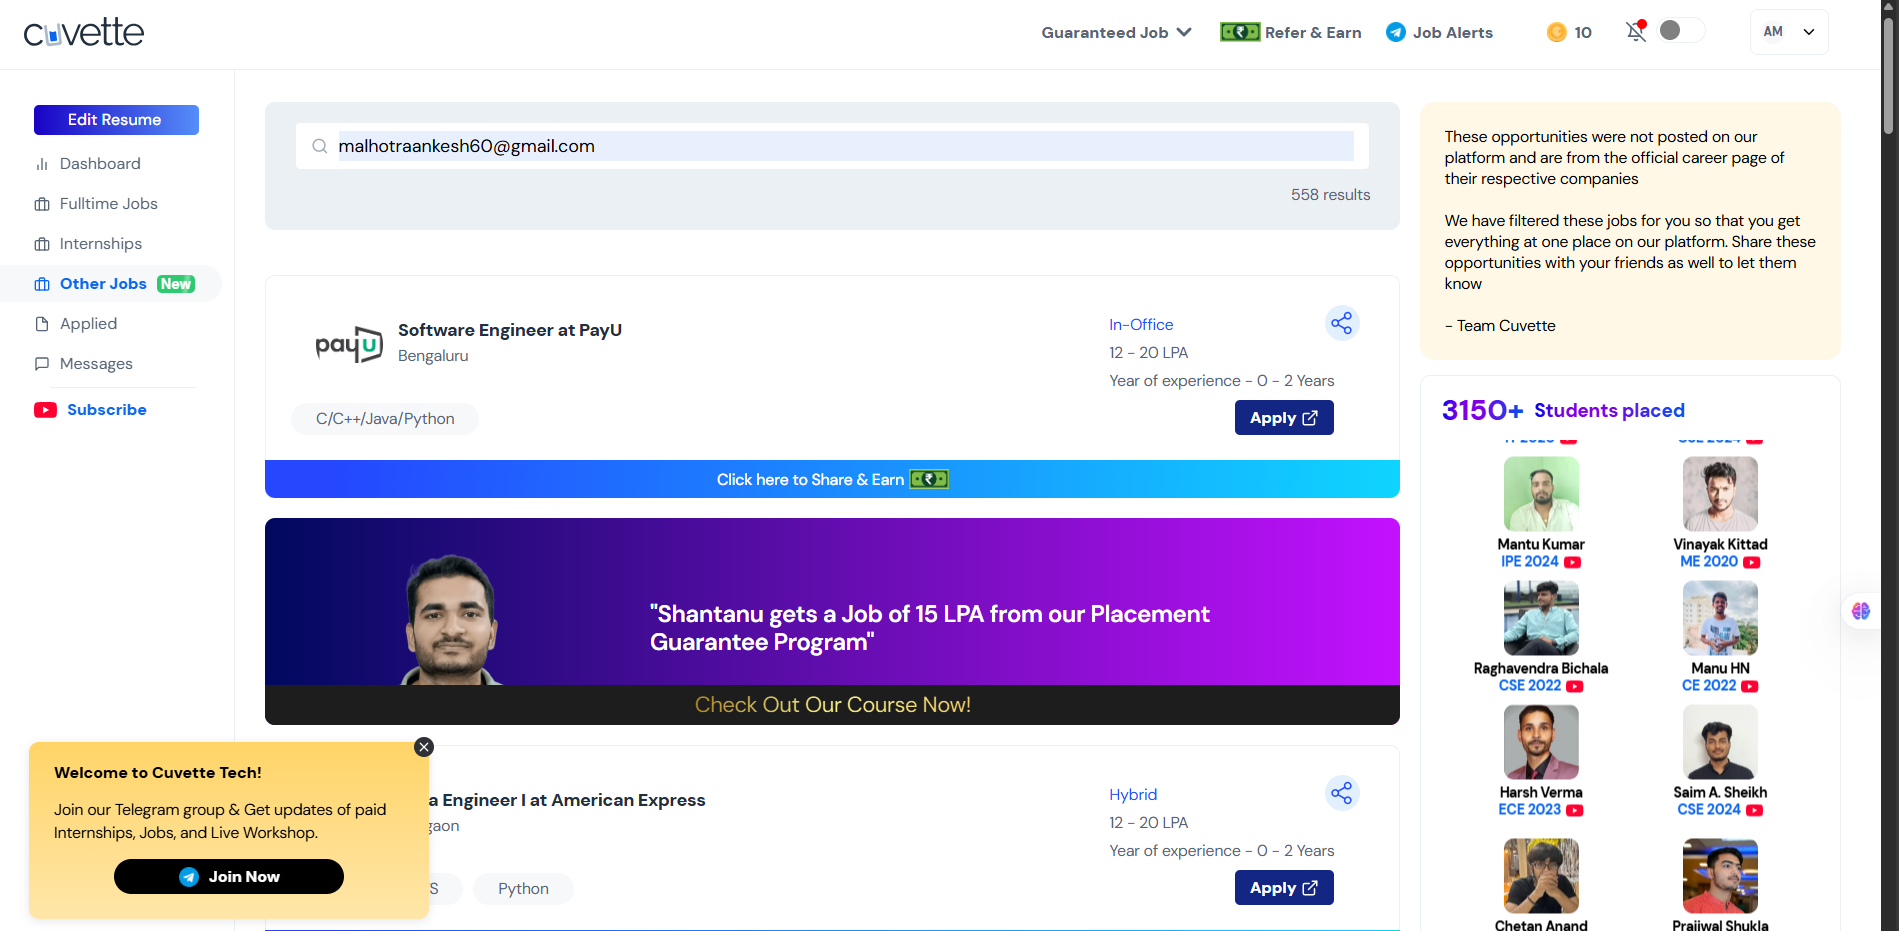 cuvette
Guaranteed Job
Refer & Earn
Job Alerts
10
AM
Edit Resume
Dashboard
Fulltime Jobs
Internships
Other Jobs New
Applied
Messages
Subscribe
malhotraankesh60@gmail.com
558 results
payU
Software Engineer at PayU
Bengaluru
In-Office
12 - 20 LPA
Year of experience - 0 - 2 Years
C/C++/Java/Python
Apply
Click here to Share & Earn
"Shantanu gets a Job of 15 LPA from our Placement
Guarantee Program"
Check Out Our Course Now!
a Engineer I at American Express
gaon
Hybrid
12 - 20 LPA
Year of experience - 0 - 2 Years
S
Python
Apply
Welcome to Cuvette Tech!
Join our Telegram group & Get updates of paid
Internships, Jobs, and Live Workshop.
Join Now
These opportunities were not posted on our
platform and are from the official career page of
their respective companies
We have filtered these jobs for you so that you get
everything at one place on our platform. Share these
opportunities with your friends as well to let them
know
- Team Cuvette
3150+ Students placed
Mantu Kumar
IPE 2024
Vinayak Kittad
ME 2020
Raghavendra Bichala
CSE 2022
Manu HN
CE 2022
Harsh Verma
ECE 2023
Saim A. Sheikh
CSE 2024
Chetan Anand
Prajjwal Shukla